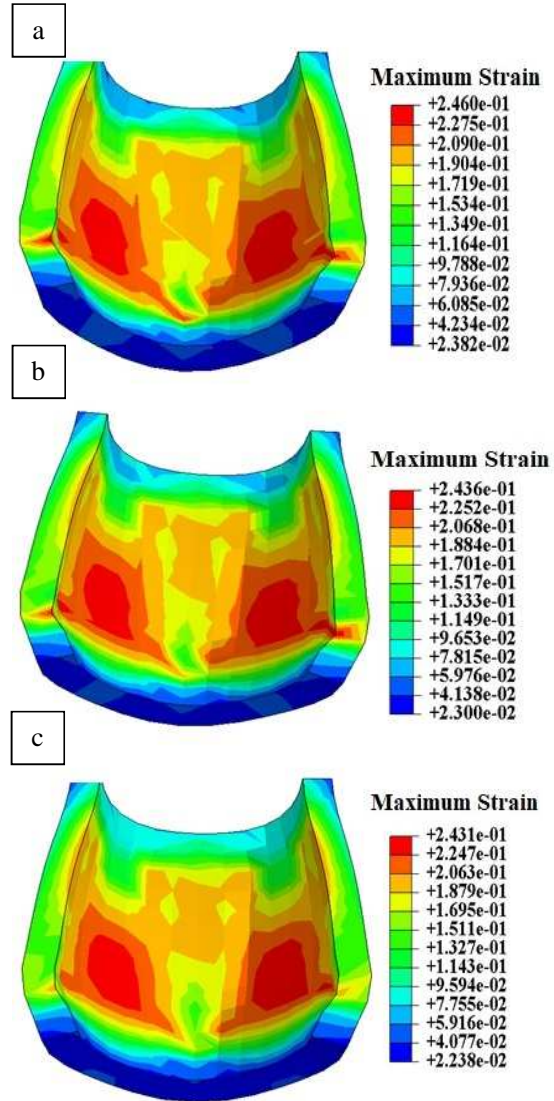 a
Maximum Strain
+2.460e-01
+2.275e-01
+2.090e-01
+1.904e-01
+1.719e-01
+1.534e-01
+1.349e-01
+1.164e-01
+9.788e-02
+7.936e-02
+6.085e-02
+4.234e-02
+2.382e-02
b
Maximum Strain
+2.436e-01
+2.252e-01
+2.068e-01
+1.884e-01
+1.701e-01
+1.517e-01
+1.333e-01
+1.149e-01
+9.653e-02
+7.815e-02
+5.976e-02
+4.138e-02
+2.300e-02
c
Maximum Strain
+2.431e-01
+2.247e-01
+2.063e-01
+1.879e-01
+1.695e-01
+1.511e-01
+1.327e-01
+1.143e-01
+9.594e-02
+7.755e-02
+5.916e-02
+4.077e-02
+2.238e-02